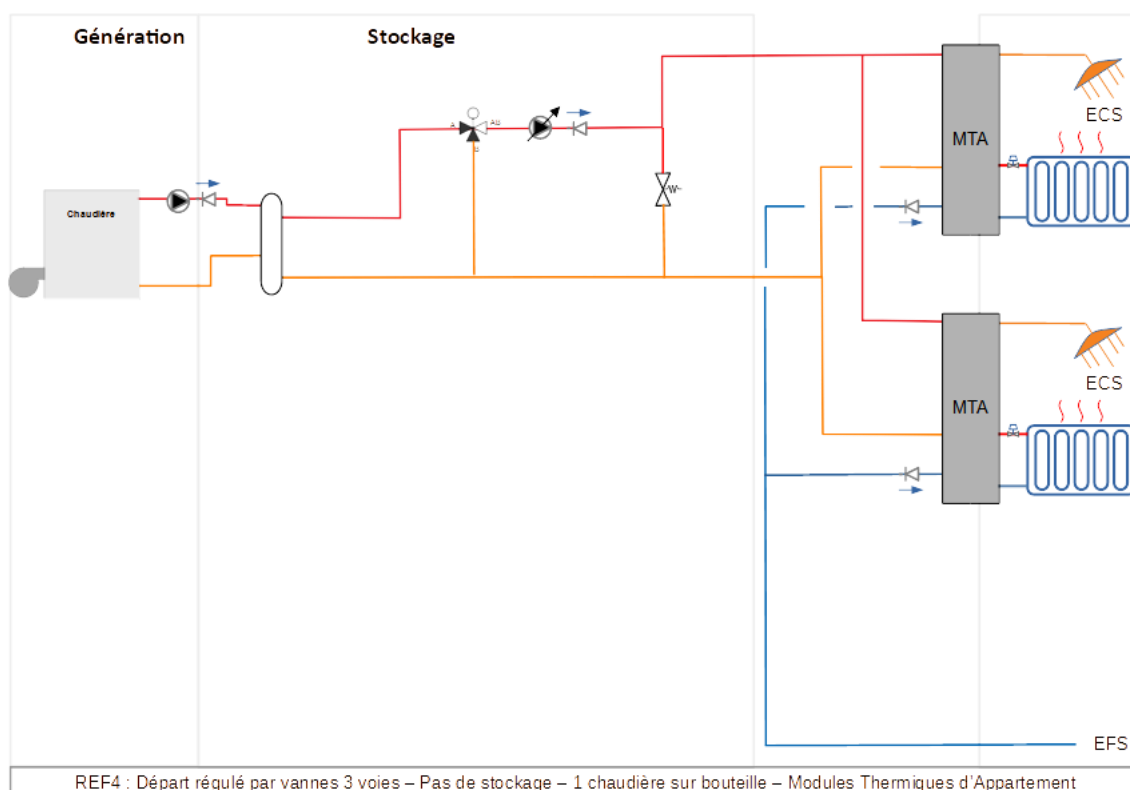 Génération
Stockage
ECS
MTA
A
AB
B
Chaudière
ECS
MTA
EFS
REF4 : Départ régulé par vannes 3 voies – Pas de stockage – 1 chaudière sur bouteille – Modules Thermiques d'Appartement